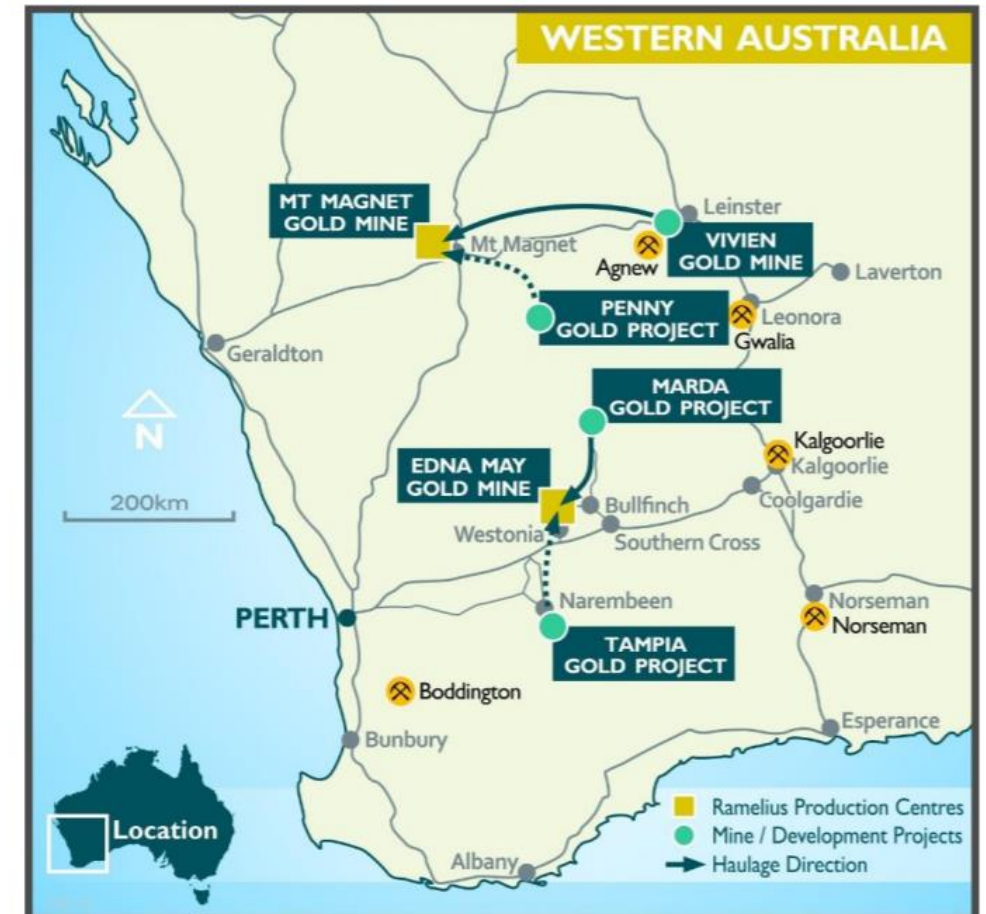 WESTERN AUSTRALIA
MT MAGNET
GOLD MINE
Leinster
Mt Magnet
VIVIEN
GOLD MINE
Agnew
Laverton
PENNY
GOLD PROJECT
Leonora
Gwalia
Geraldton
MARDA
GOLD PROJECT
N
Kalgoorlie
Kalgoorlie
EDNA MAY
GOLD MINE
200km
Coolgardie
Bullfinch
Westonia
Southern Cross
Narembeen
Norseman
Norseman
PERTH
TAMPIA
GOLD PROJECT
Boddington
Esperance
Bunbury
Location
Ramelius Production Centres
Mine / Development Projects
Haulage Direction
Albany